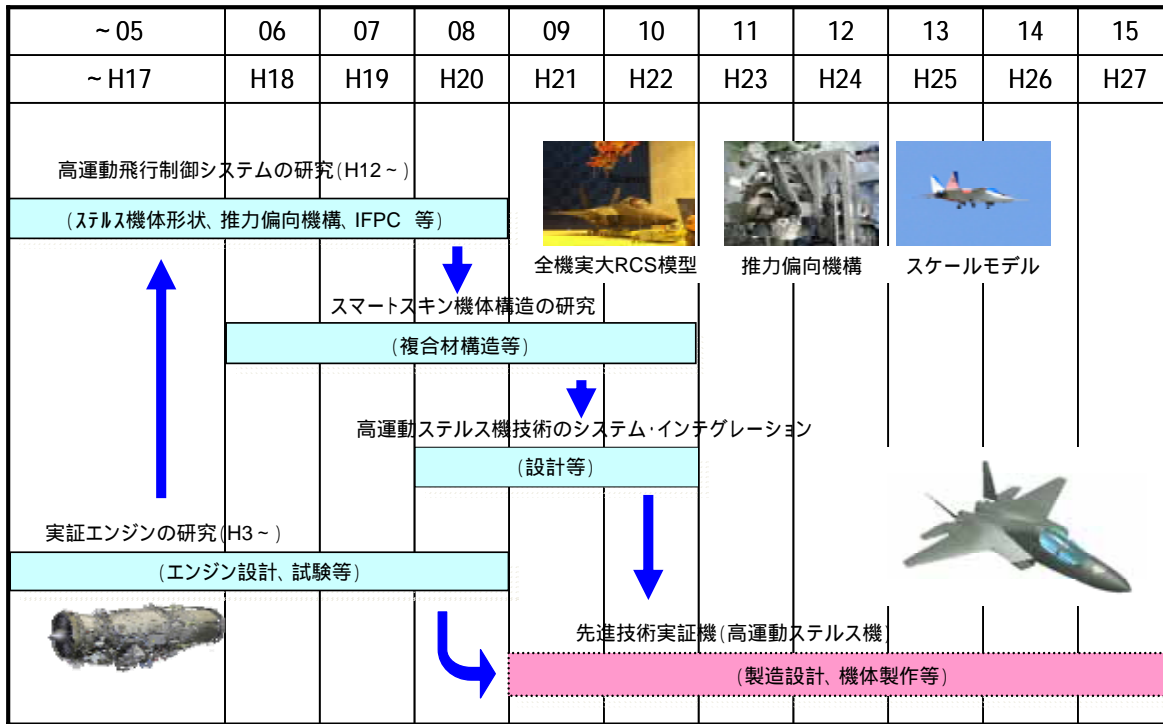 ~05 06 07 08 09 10 11 12 13 14 15
~H17 H18 H19 H20 H21 H22 H23 H24 H25 H26 H27
高運動飛行制御システムの研究(H12~)
(ステルス機体形状、推力偏向機構、IFPC 等)
全機実大RCS模型
推力偏向機構
スケールモデル
スマートスキン機体構造の研究
(複合材構造等)
高運動ステルス機技術のシステム・インテグレーション
(設計等)
実証エンジンの研究(H3~)
(エンジン設計、試験等)
先進技術実証機(高運動ステルス機)
(製造設計、機体製作等)